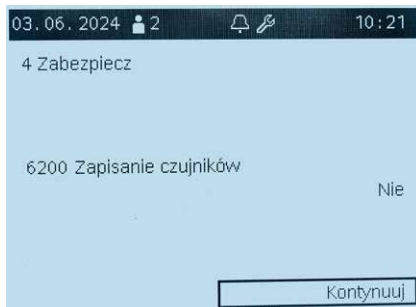 03.06.2024 2 10:21
4 Zabezpiecz
6200 Zapisanie czujników
Nie
Kontynuuj